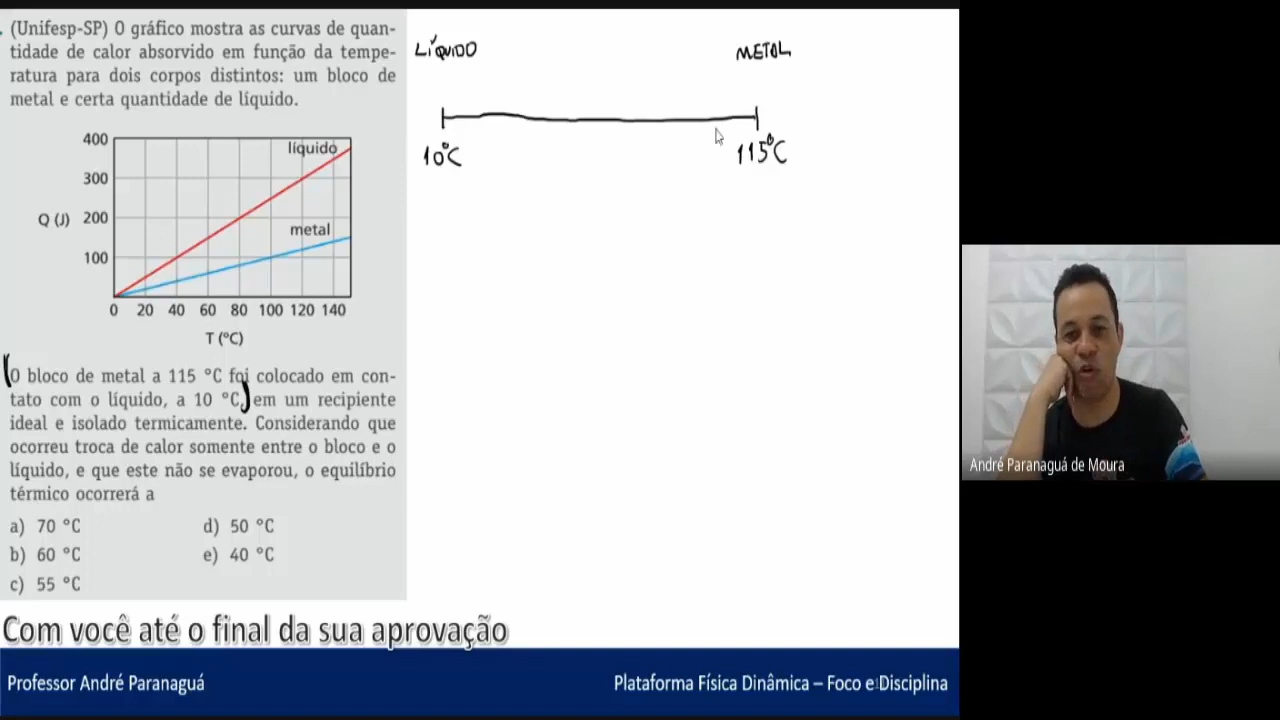 (Unifesp-SP) O gráfico mostra as curvas de quan-
tidade de calor absorvido em função da tempe-
ratura para dois corpos distintos: um bloco de
metal e certa quantidade de líquido.
400
300
Q (J) 200
100
líquido
metal
0 20 40 60 80 100 120 140
T (°C)
O bloco de metal a 115 °C foi colocado em con-
tato com o líquido, a 10 °C, em um recipiente
ideal e isolado termicamente. Considerando que
ocorreu troca de calor somente entre o bloco e o
líquido, e que este não se evaporou, o equilíbrio
térmico ocorrerá a
a) 70 °C d) 50 °C
b) 60 °C e) 40 °C
c) 55 °C
LÍQUIDO METAL
10°C 115°C
André Paranaguá de Moura
Com você até o final da sua aprovação
Professor André Paranaguá Plataforma Física Dinâmica – Foco e Disciplina